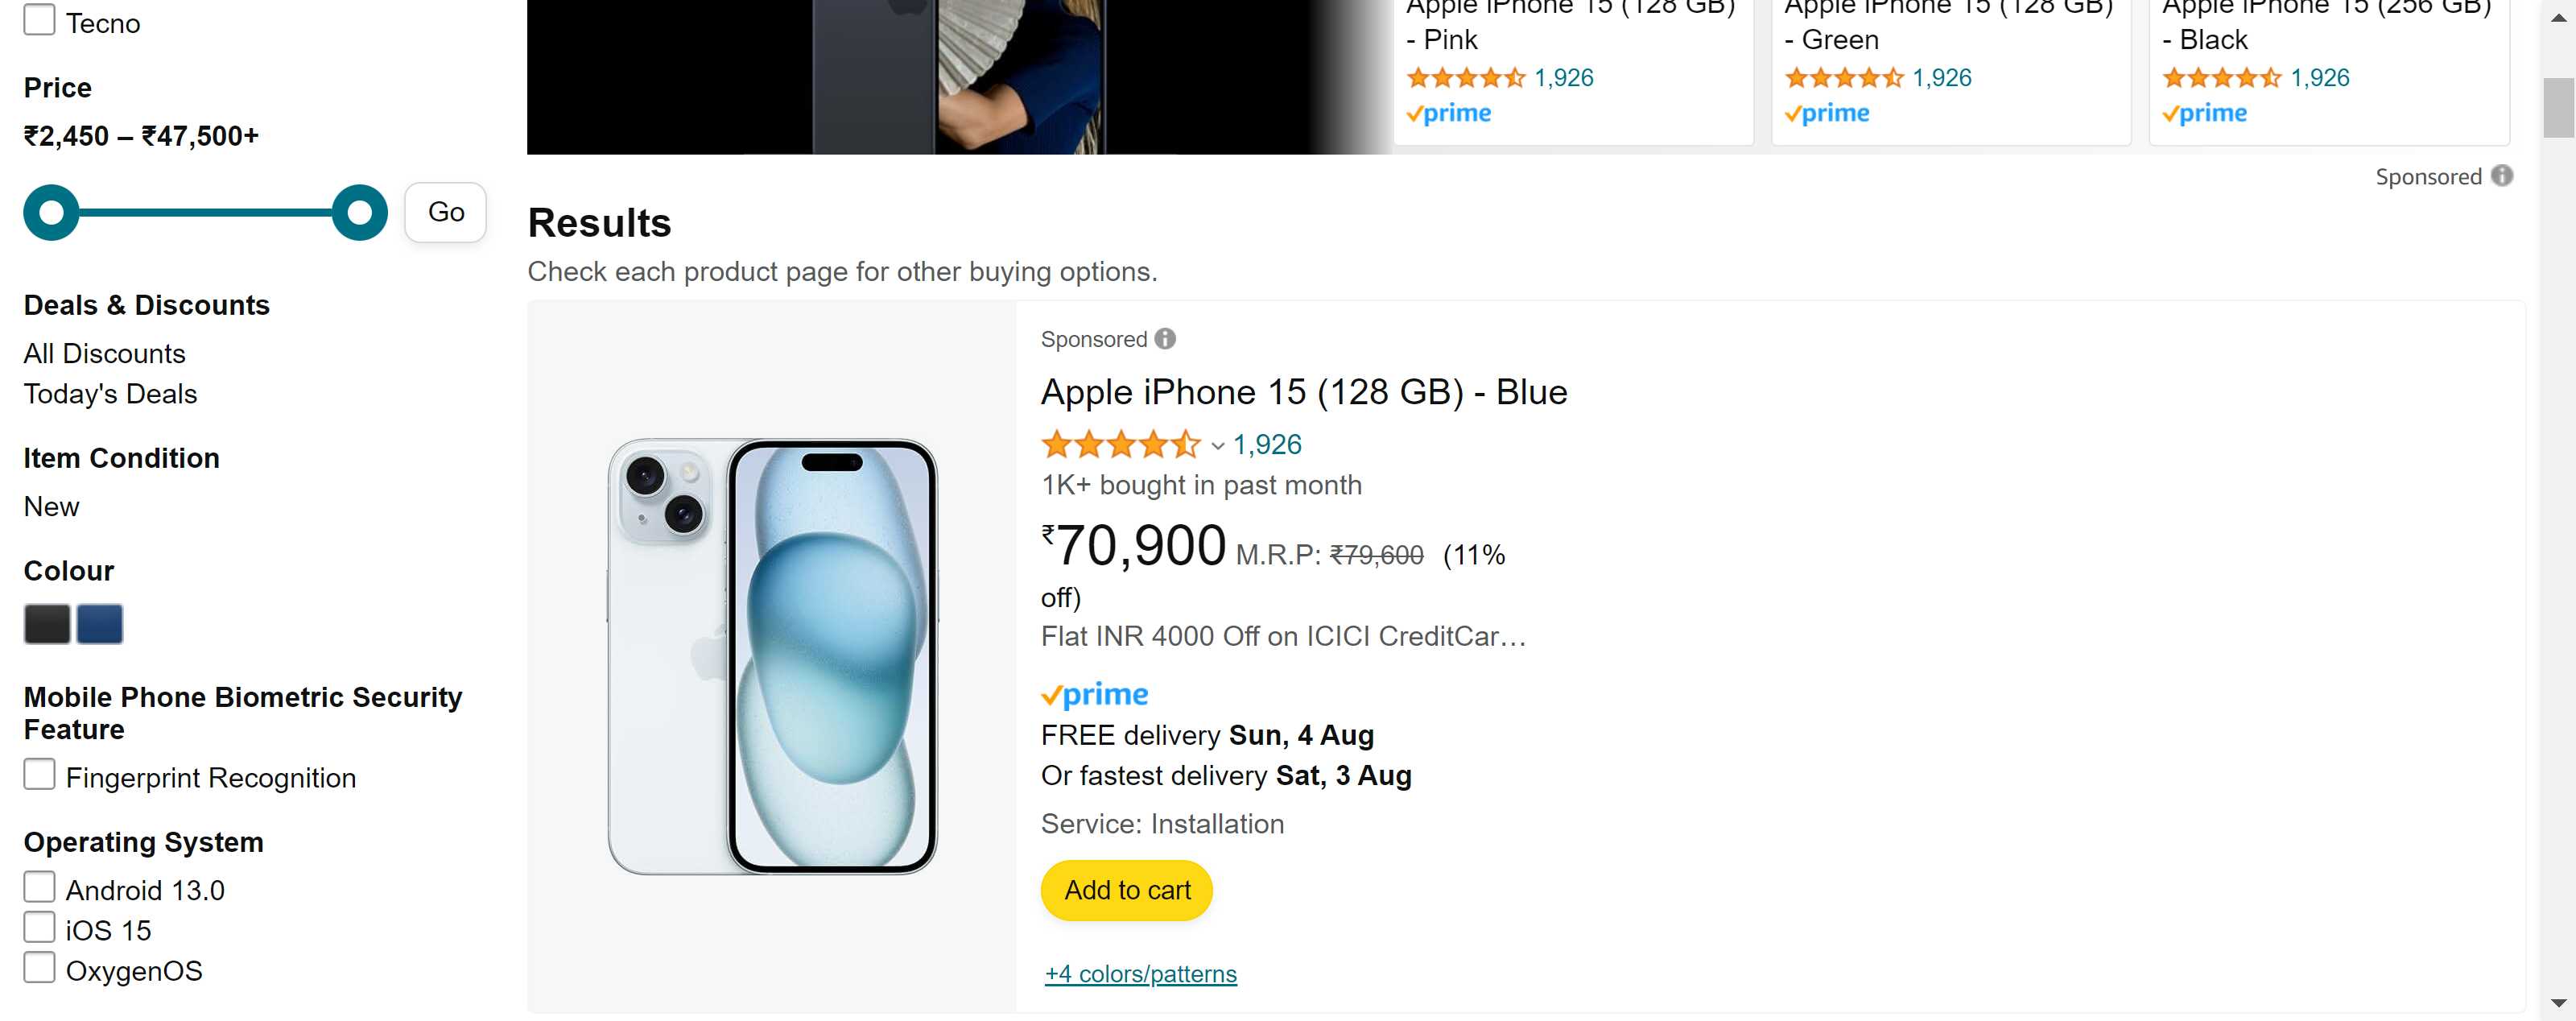 Tecno
Price
₹2,450 – ₹47,500+
Go
Deals & Discounts
All Discounts
Today's Deals
Item Condition
New
Colour
Mobile Phone Biometric Security
Feature
Fingerprint Recognition
Operating System
Android 13.0
iOS 15
OxygenOS
Apple iPhone 15 (128 GB)
- Pink
1,926
prime
Apple iPhone 15 (128 GB)
- Green
1,926
prime
Apple iPhone 15 (256 GB)
- Black
1,926
prime
Sponsored
Results
Check each product page for other buying options.
Sponsored
Apple iPhone 15 (128 GB) - Blue
1,926
1K+ bought in past month
₹70,900 M.R.P: ₹79,600 (11%
off)
Flat INR 4000 Off on ICICI CreditCar…
prime
FREE delivery Sun, 4 Aug
Or fastest delivery Sat, 3 Aug
Service: Installation
Add to cart
+4 colors/patterns